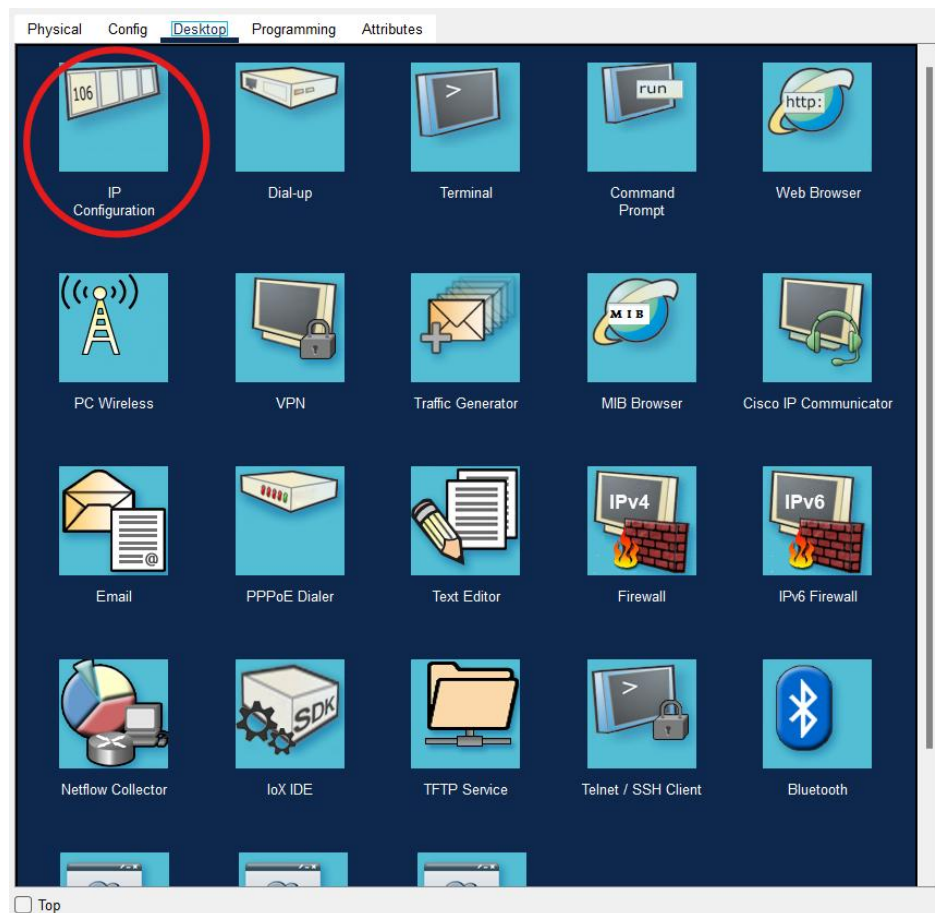 Physical Config Desktop Programming Attributes
106
>
run
http:
IP
Configuration
Dial-up
Terminal
Command
Prompt
Web Browser
MIB
PC Wireless
VPN
Traffic Generator
MIB Browser
Cisco IP Communicator
@
IPv4
IPv6
Email
PPPoE Dialer
Text Editor
Firewall
IPv6 Firewall
SDK
>
Netflow Collector
IoX IDE
TFTP Service
Telnet / SSH Client
Bluetooth
Top